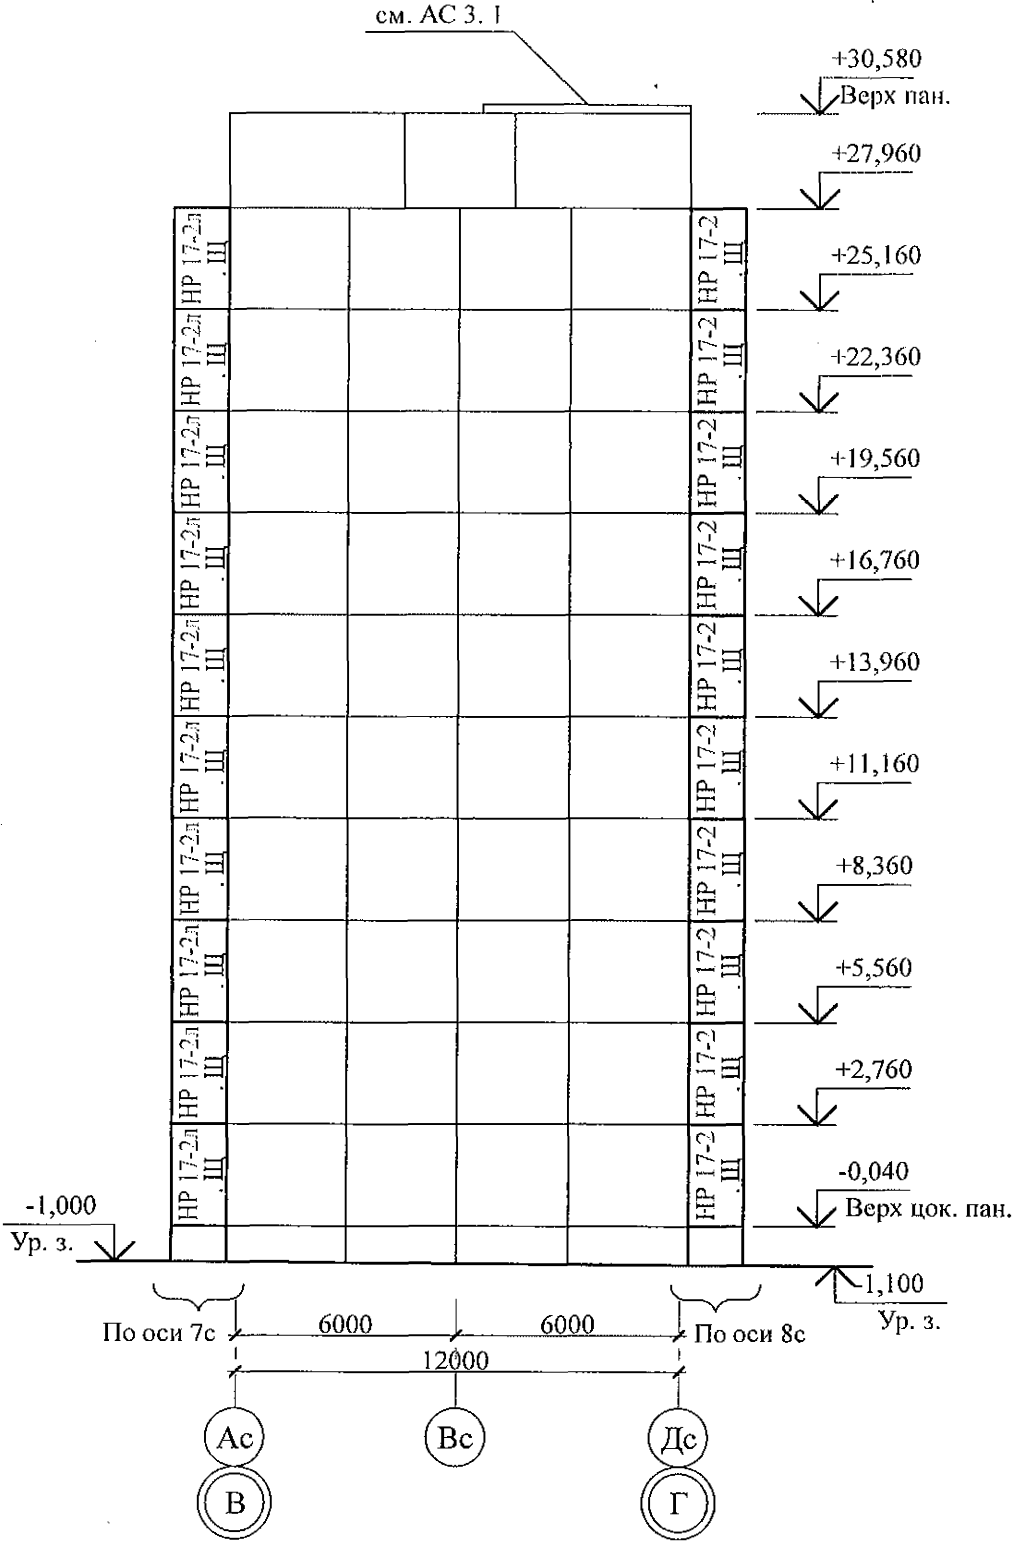 см. АС 3. 1
+30,580
Верх пан.
+27,960
НР 17-2л
.Щ
НР 17-2
.Щ
+25,160
НР 17-2л
.Щ
НР 17-2
.Щ
+22,360
НР 17-2л
.Щ
НР 17-2
.Щ
+19,560
НР 17-2л
.Щ
НР 17-2
.Щ
+16,760
НР 17-2л
.Щ
НР 17-2
.Щ
+13,960
НР 17-2л
.Щ
НР 17-2
.Щ
+11,160
НР 17-2л
.Щ
НР 17-2
.Щ
+8,360
НР 17-2л
.Щ
НР 17-2
.Щ
+5,560
НР 17-2л
.Щ
НР 17-2
.Щ
+2,760
НР 17-2л
.Щ
НР 17-2
.Щ
-0,040
Верх цок. пан.
-1,000
Ур. з.
-1,100
Ур. з.
По оси 7с
6000
6000
По оси 8с
12000
Ас
Вс
Дс
В
Г